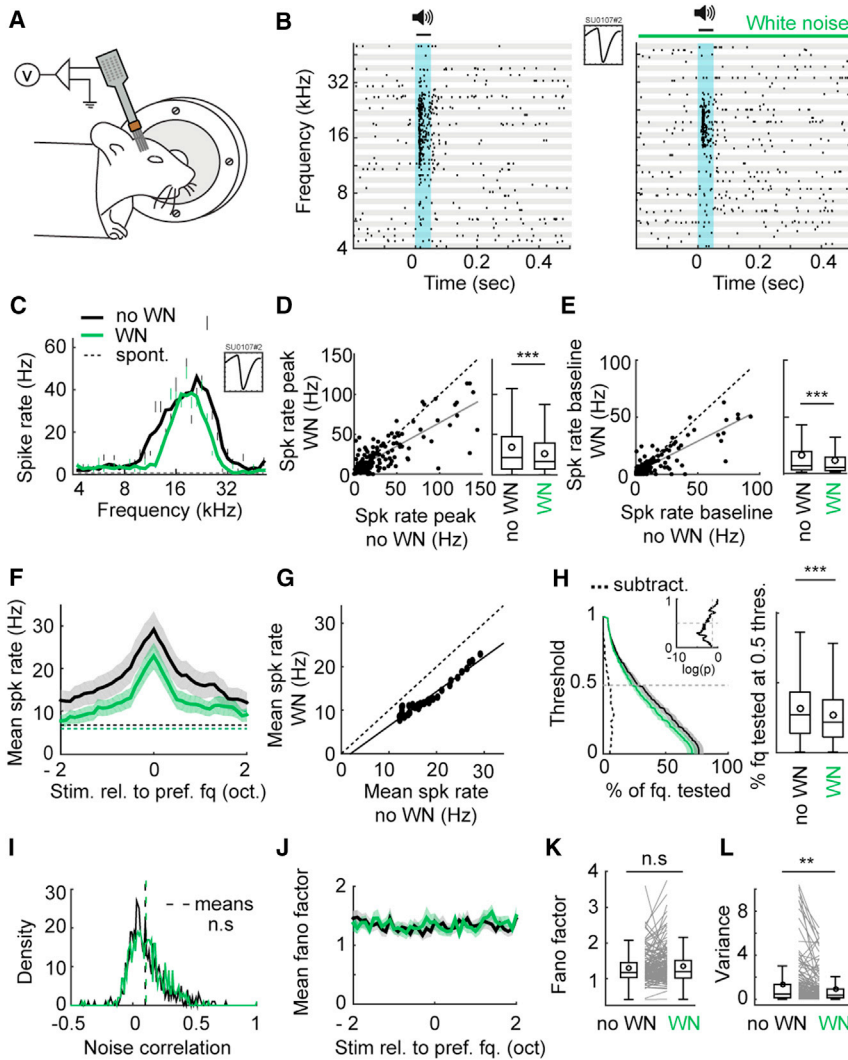 A
V
B
SU0107#2
White noise
Frequency (kHz)
32
16
8
4
0 0.2 0.4
Time (sec)
0 0.2 0.4
Time (sec)
C
no WN
WN
spont.
SU0107#2
Spike rate (Hz)
60
40
20
0
4 8 16 32
Frequency (kHz)
D
Spk rate peak
WN (Hz)
150
100
50
0
0 50 100 150
Spk rate peak
no WN (Hz)
***
no WN
WN
E
Spk rate baseline
WN (Hz)
100
50
0
0 50 100
Spk rate baseline
no WN (Hz)
***
no WN
WN
F
Mean spk rate (Hz)
30
20
10
0
- 2 0 2
Stim. rel. to pref. fq (oct.)
G
Mean spk rate
WN (Hz)
30
20
10
0
0 10 20 30
Mean spk rate
no WN (Hz)
H
subtract.
Threshold
1
0.5
0
0 50 100
% of fq. tested
1
0
-10 0
log(p)
% fq tested at 0.5 thres.
***
no WN
WN
I
Density
30
20
10
0
-0.5 0 0.5 1
Noise correlation
means
n.s
J
Mean fano factor
2
1
0
- 2 0 2
Stim rel. to pref. fq. (oct)
K
n.s
Fano factor
4
3
2
1
no WN WN
L
**
Variance
8
4
0
no WN WN